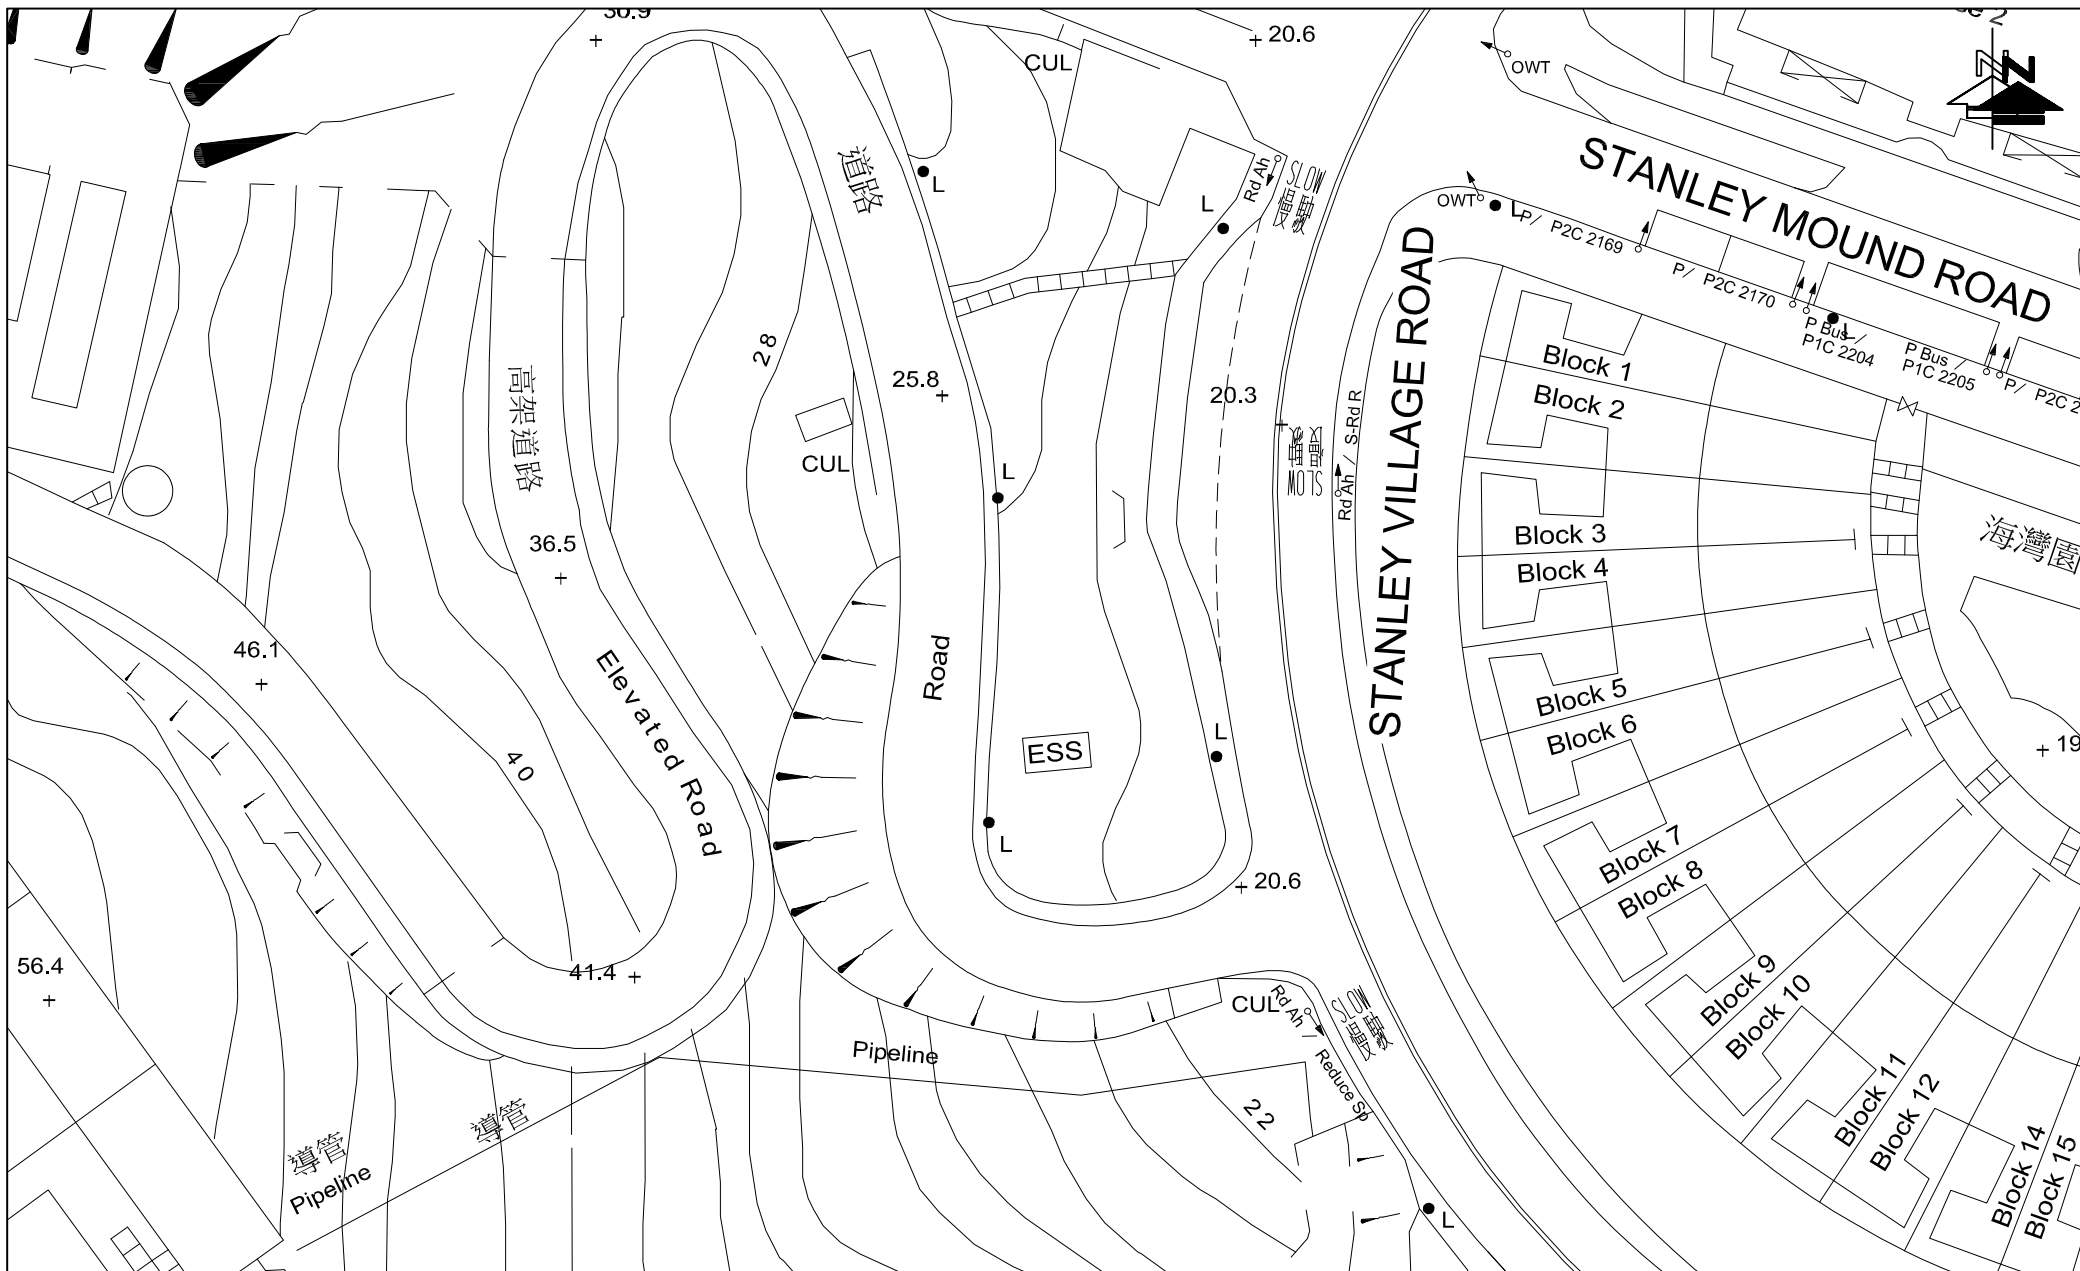 30.9
20.6
CUL
OWT
N
STANLEY MOUND ROAD
道路
L
L
Rd Ah
SLOW
慢駛
OWT
L
P/ P2C 2169
P/ P2C 2170
P Bus /
P1C 2204
L
P Bus /
P1C 2205
P/ P2C 2
28
25.8
20.3
高架道路
CUL
L
慢駛
SLOW
Rd Ah / S-Rd R
STANLEY VILLAGE ROAD
Block 1
Block 2
Block 3
Block 4
Block 5
Block 6
Block 7
Block 8
Block 9
Block 10
Block 11
Block 12
Block 14
Block 15
海灣園
19
36.5
46.1
40
Elevated Road
Road
ESS
L
L
20.6
56.4
41.4
CUL
Rd Ah / Reduce Sp
SLOW
慢駛
Pipeline
導管
導管
Pipeline
22
L